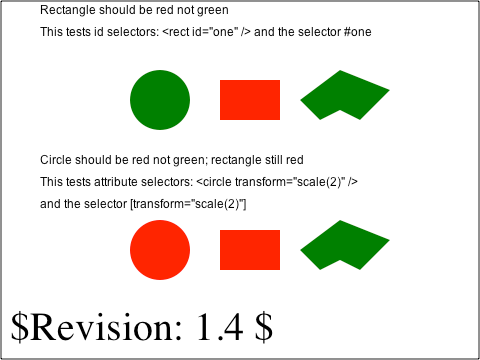 Rectangle should be red not green
This tests id selectors: <rect id="one" /> and the selector #one
Circle should be red not green; rectangle still red
This tests attribute selectors: <circle transform="scale(2)" />
and the selector [transform="scale(2)"]
$Revision: 1.4 $